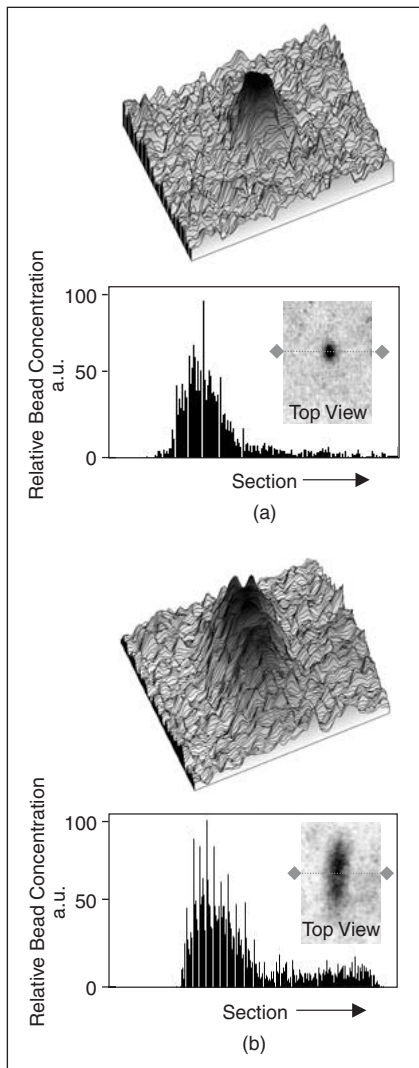 Relative Bead Concentration
a.u.
100
50
0
Top View
Section
(a)
Relative Bead Concentration
a.u.
100
50
0
Top View
Section
(b)